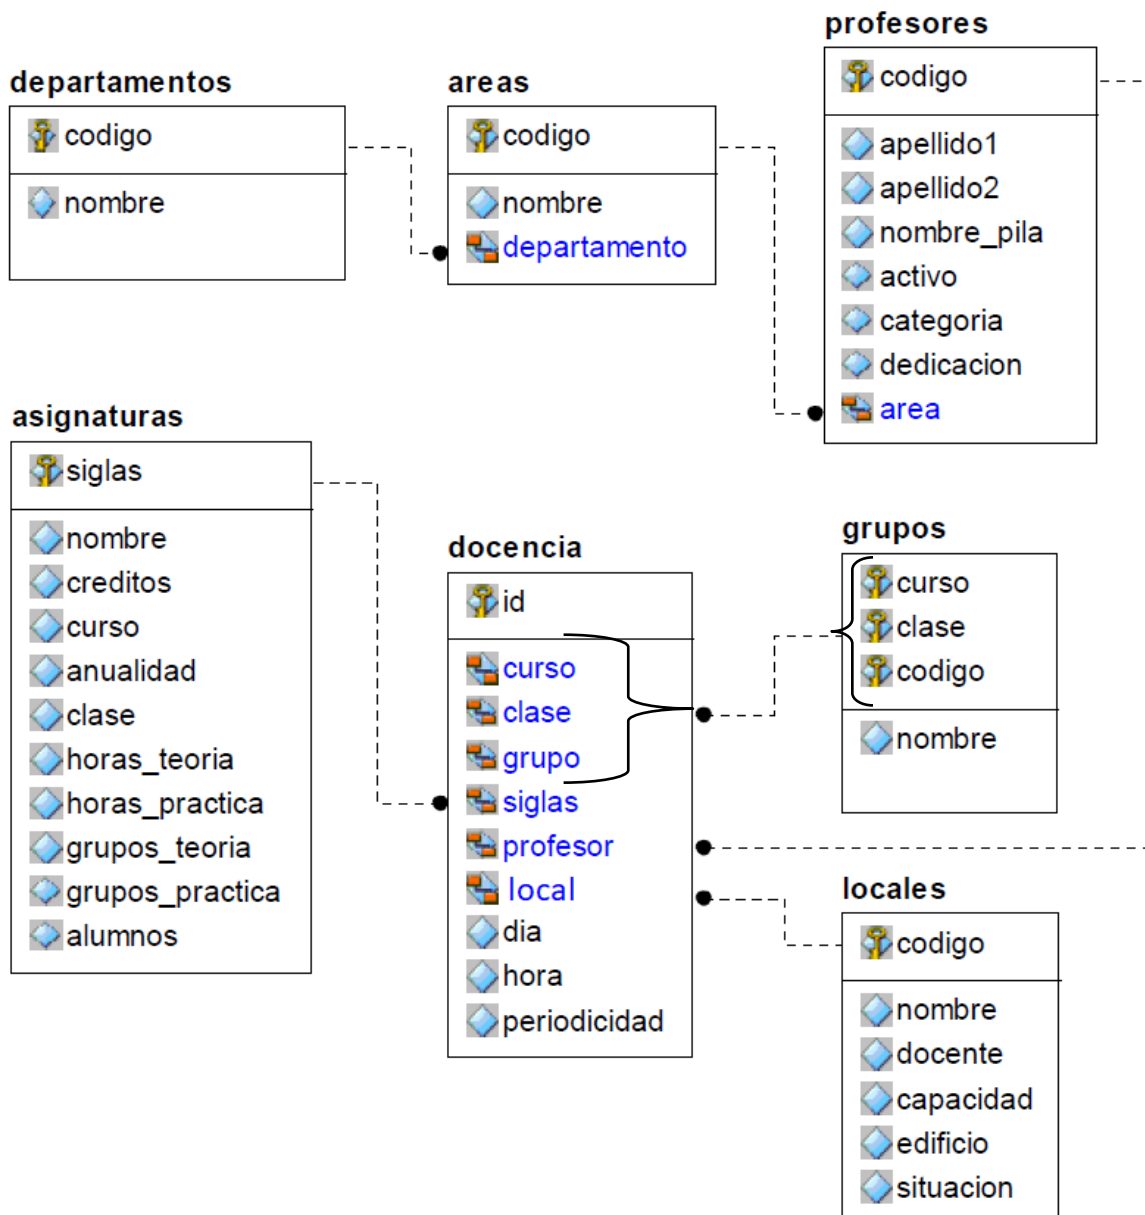 departamentos
codigo
nombre
areas
codigo
nombre
departamento
profesores
codigo
apellido1
apellido2
nombre_pila
activo
categoria
dedicacion
area
asignaturas
siglas
nombre
creditos
curso
anualidad
clase
horas_teoria
horas_practica
grupos_teoria
grupos_practica
alumnos
docencia
id
curso
clase
grupo
siglas
profesor
local
dia
hora
periodicidad
grupos
curso
clase
codigo
nombre
locales
codigo
nombre
docente
capacidad
edificio
situacion